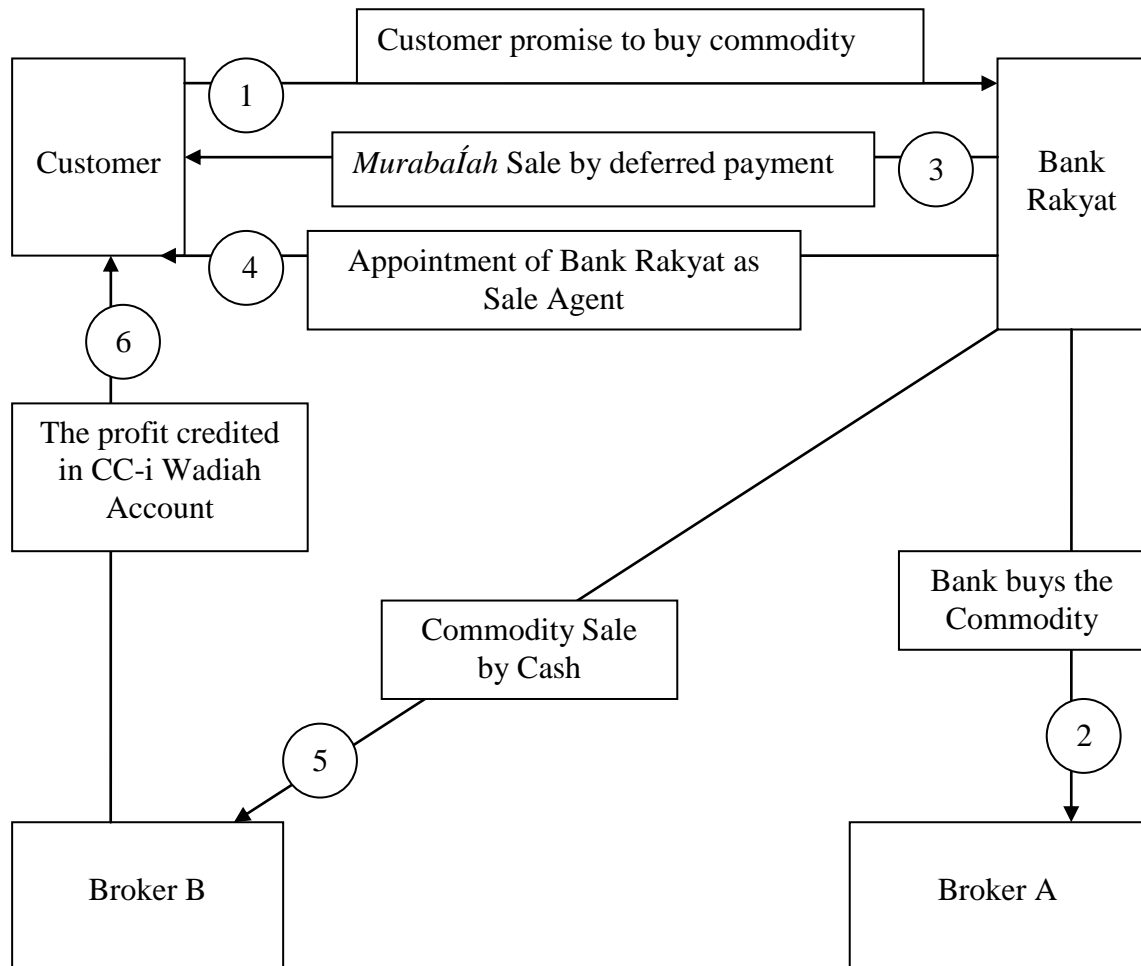 Customer promise to buy commodity
1
Customer
MurabaÍah Sale by deferred payment
3
Bank
Rakyat
4
Appointment of Bank Rakyat as
Sale Agent
6
The profit credited
in CC-i Wadiah
Account
Bank buys the
Commodity
Commodity Sale
by Cash
2
5
Broker B
Broker A